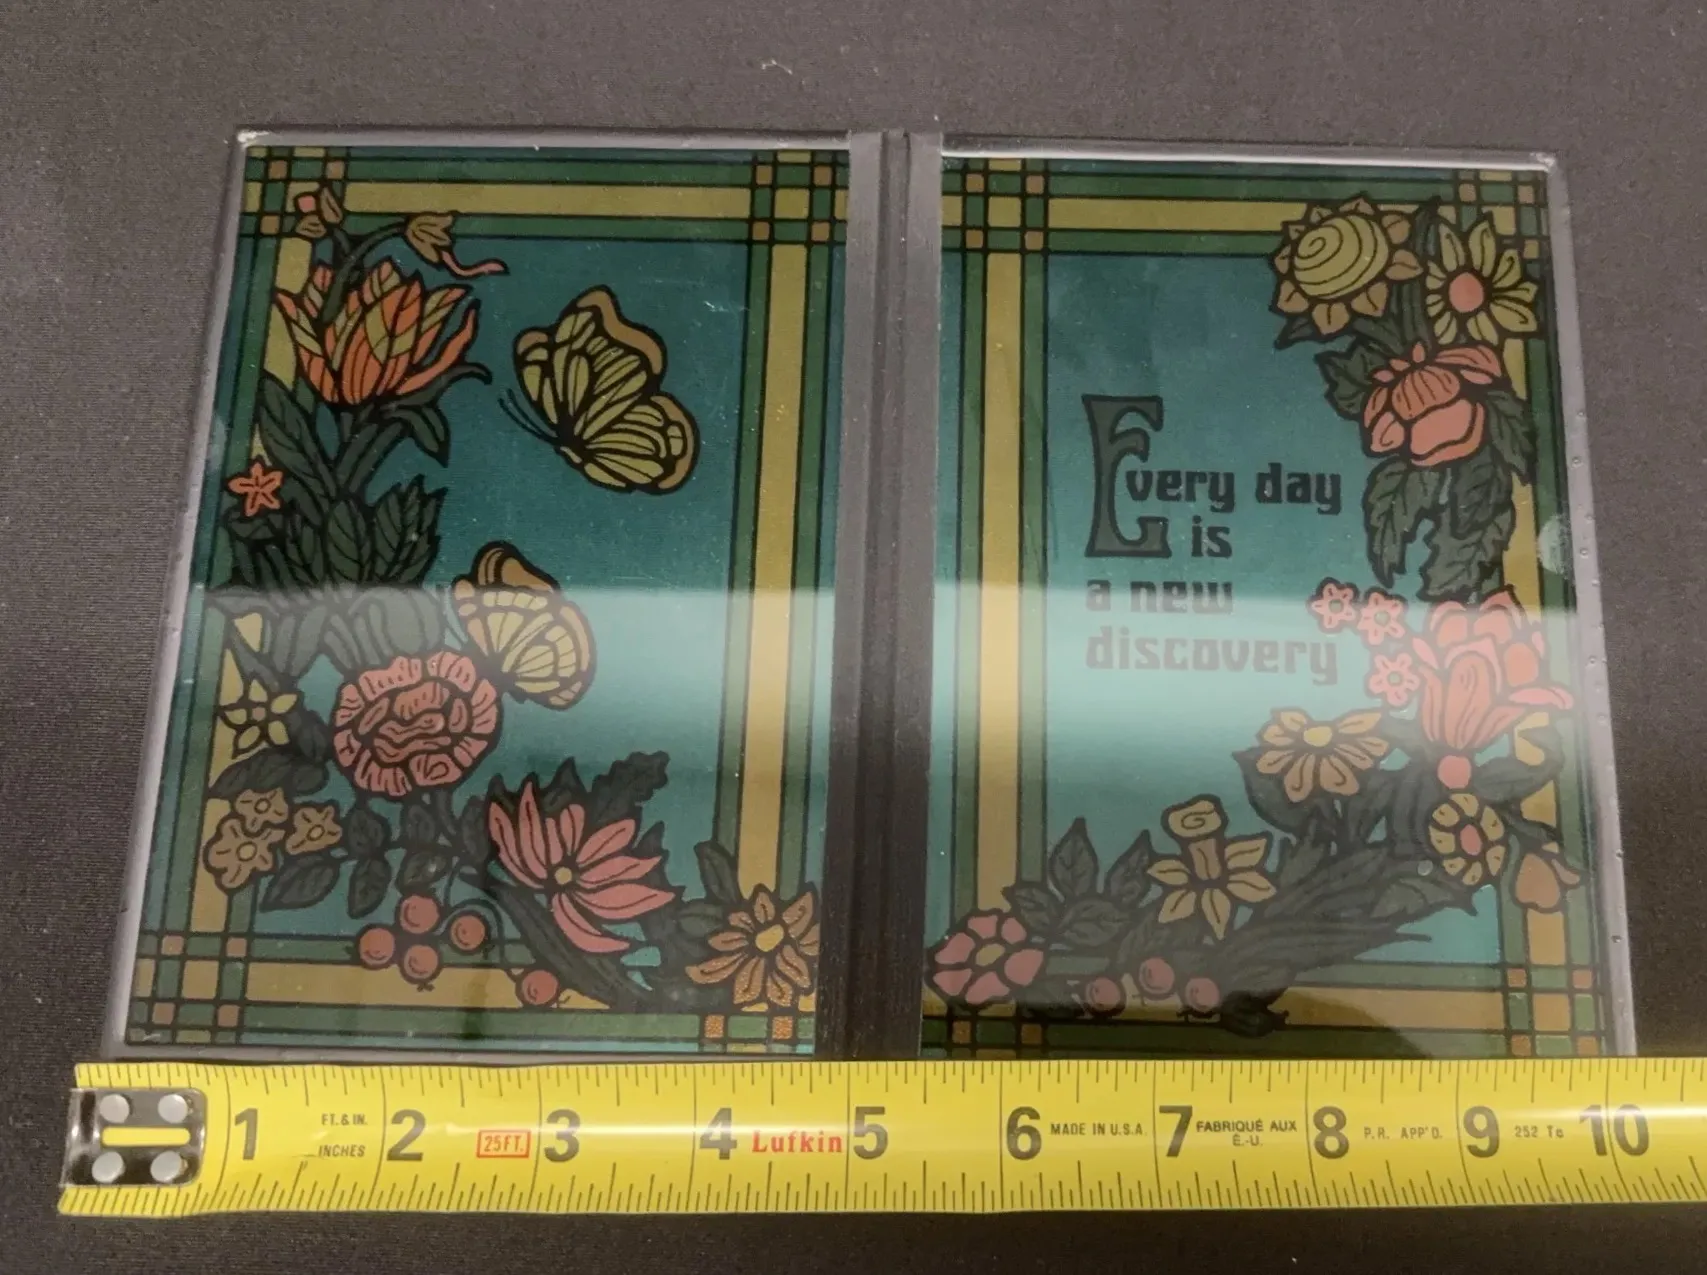 Every day
is
a new
discovery
1 FT. & IN. INCHES 2 25FT. 3 4 Lufkin 5 6 MADE IN U.S.A. 7 FABRIQUÉ AUX É.-U. 8 P.R. APP'D. 9 252 Te 10